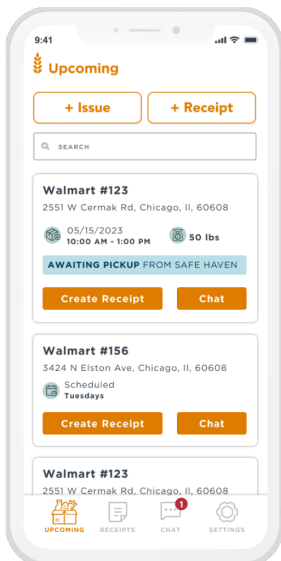 9:41
Upcoming
+ Issue
+ Receipt
SEARCH
Walmart #123
2551 W Cermak Rd, Chicago, Il, 60608
05/15/2023
10:00 AM - 1:00 PM
50 lbs
AWAITING PICKUP FROM SAFE HAVEN
Create Receipt
Chat
Walmart #156
3424 N Elston Ave, Chicago, Il, 60608
Scheduled
Tuesdays
Create Receipt
Chat
Walmart #123
2551 W Cermak Rd, Chicago, Il, 60608
1
UPCOMING
RECEIPTS
CHAT
SETTINGS